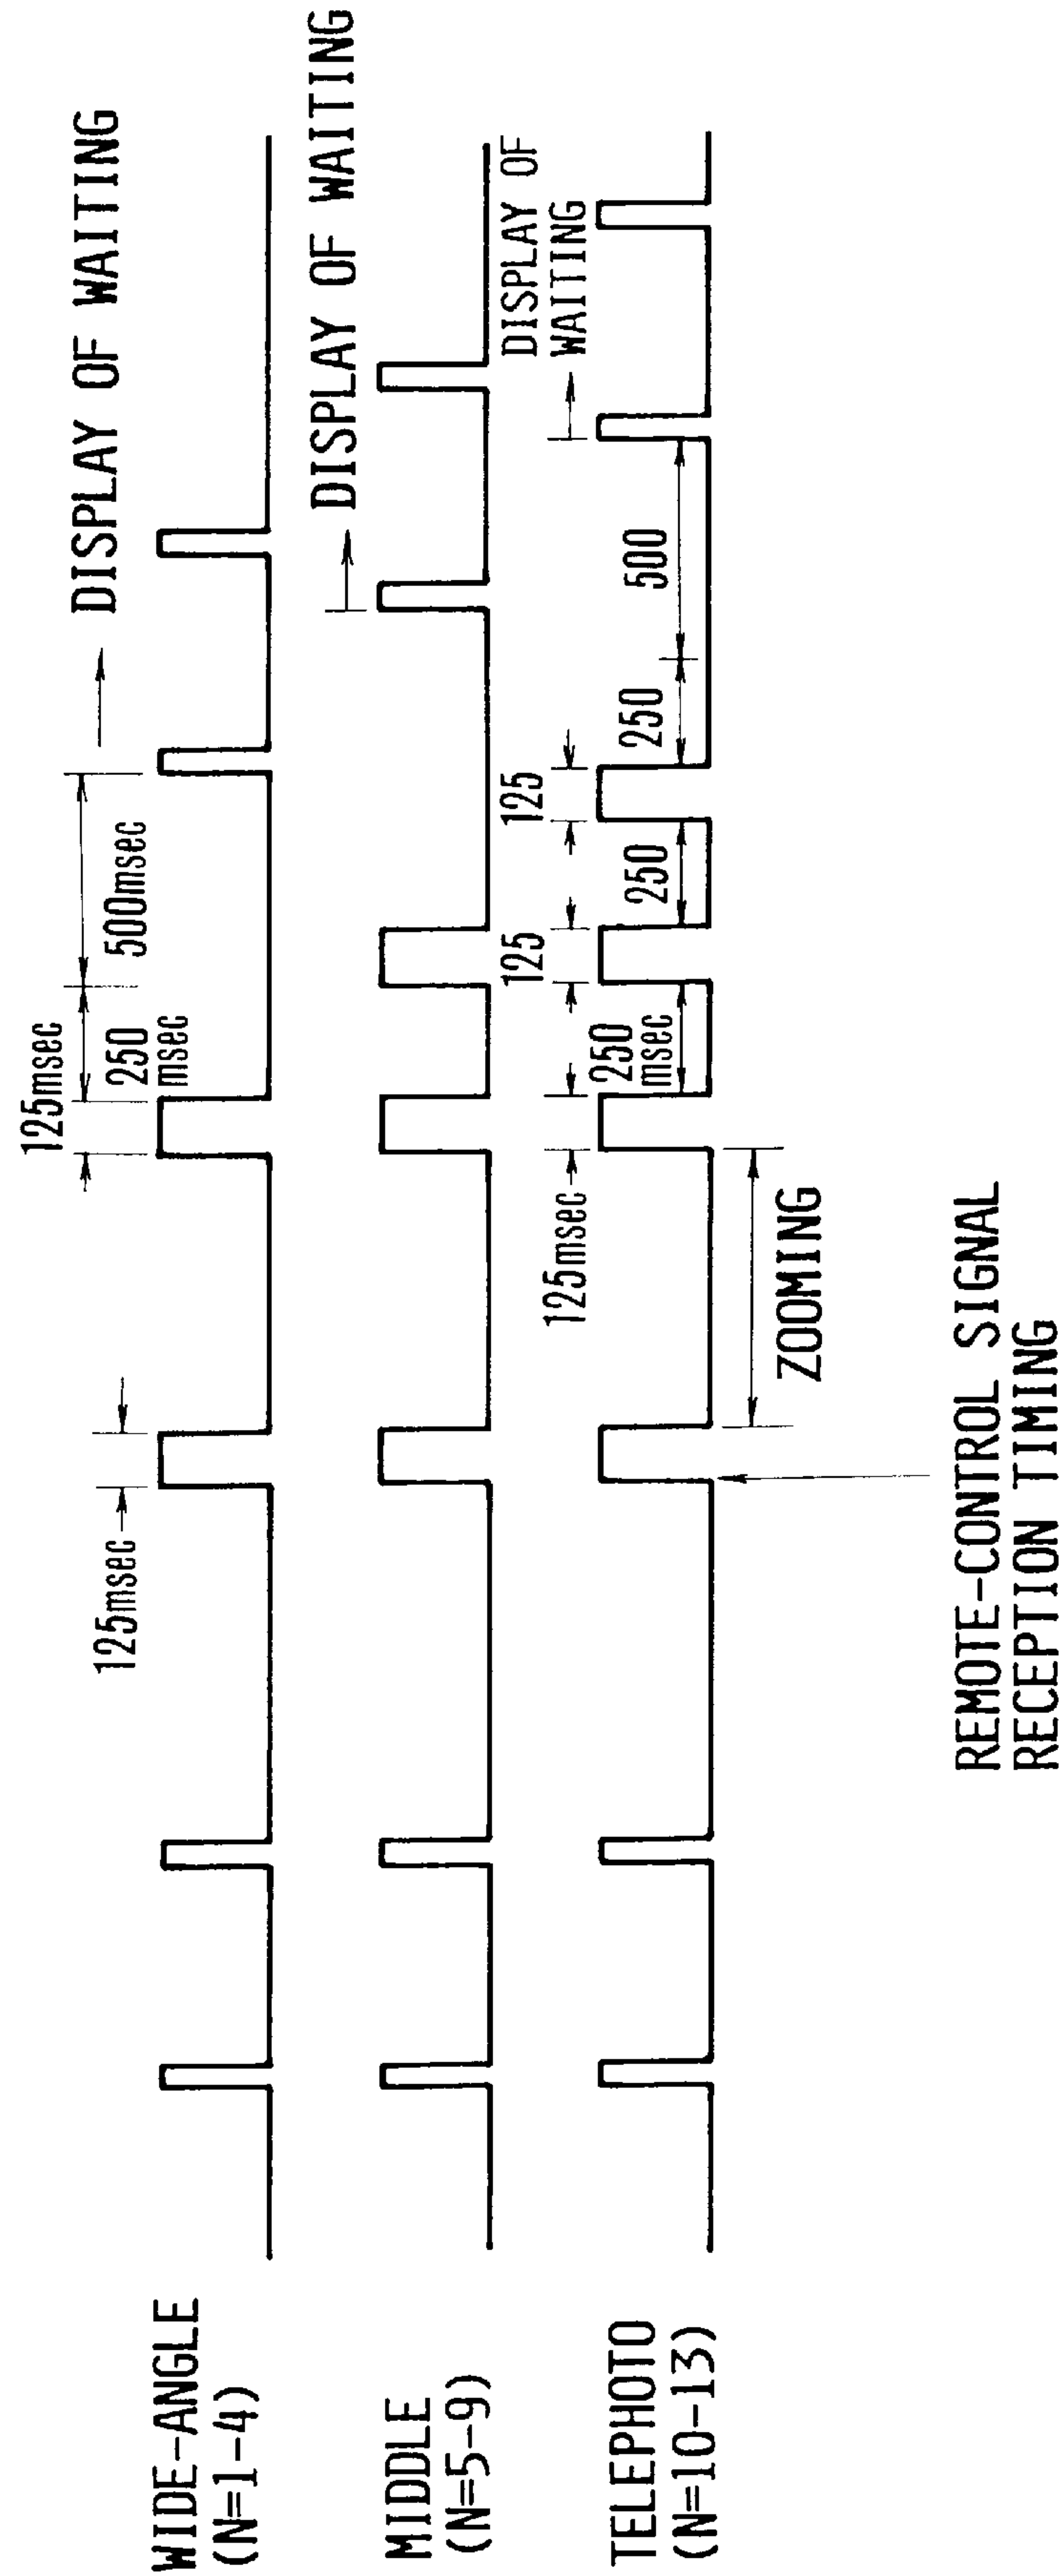 WIDE-ANGLE
(N=1-4)
125msec
125msec
250
msec
500msec
DISPLAY OF WAITING
MIDDLE
(N=5-9)
DISPLAY OF WAITING
TELEPHOTO
(N=10-13)
125msec
250
msec
125
250
125
250
500
DISPLAY OF
WAITING
ZOOMING
REMOTE-CONTROL SIGNAL
RECEPTION TIMING